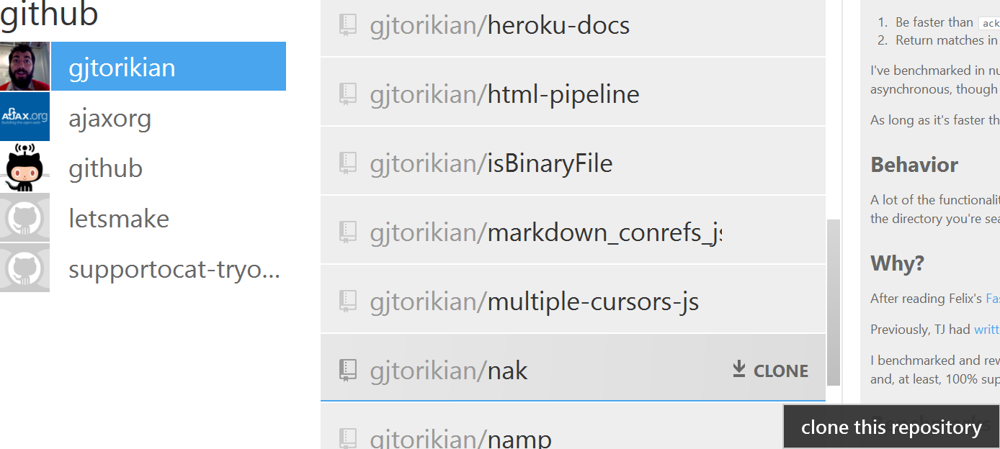 github
gjtorikian
AJAX.org
Building the open web
ajaxorg
github
letsmake
supportocat-tryo...
gjtorikian/heroku-docs
gjtorikian/html-pipeline
gjtorikian/isBinaryFile
gjtorikian/markdown_conrefs_js
gjtorikian/multiple-cursors-js
gjtorikian/nak
CLONE
gjtorikian/namp
1. Be faster than ack
2. Return matches in
I've benchmarked in nu
asynchronous, though
As long as it's faster th
Behavior
A lot of the functionalit
the directory you're sea
Why?
After reading Felix's Fas
Previously, TJ had writt
I benchmarked and rew
and, at least, 100% sup
clone this repository